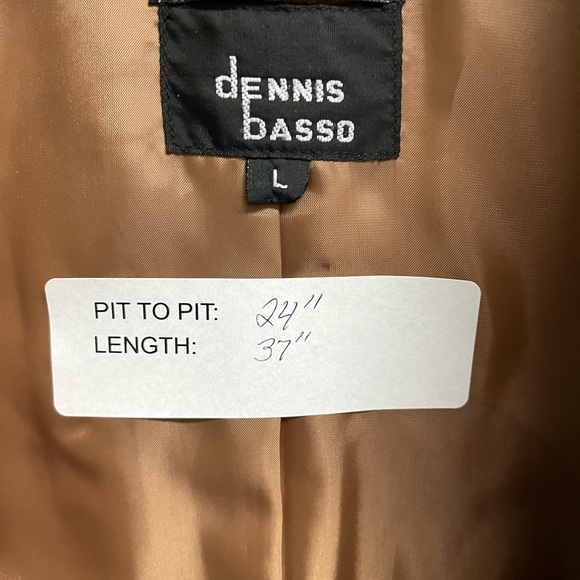 dENNIS
bASSO
L
PIT TO PIT: 24"
LENGTH: 37"